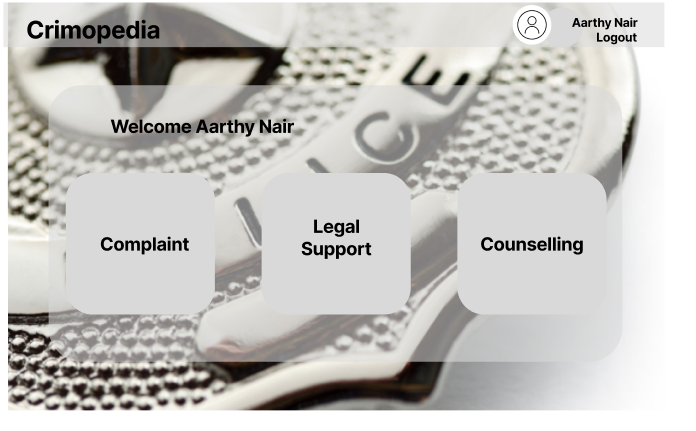 Crimopedia
Aarthy Nair
Logout
Welcome Aarthy Nair
Complaint
Legal
Support
Counselling